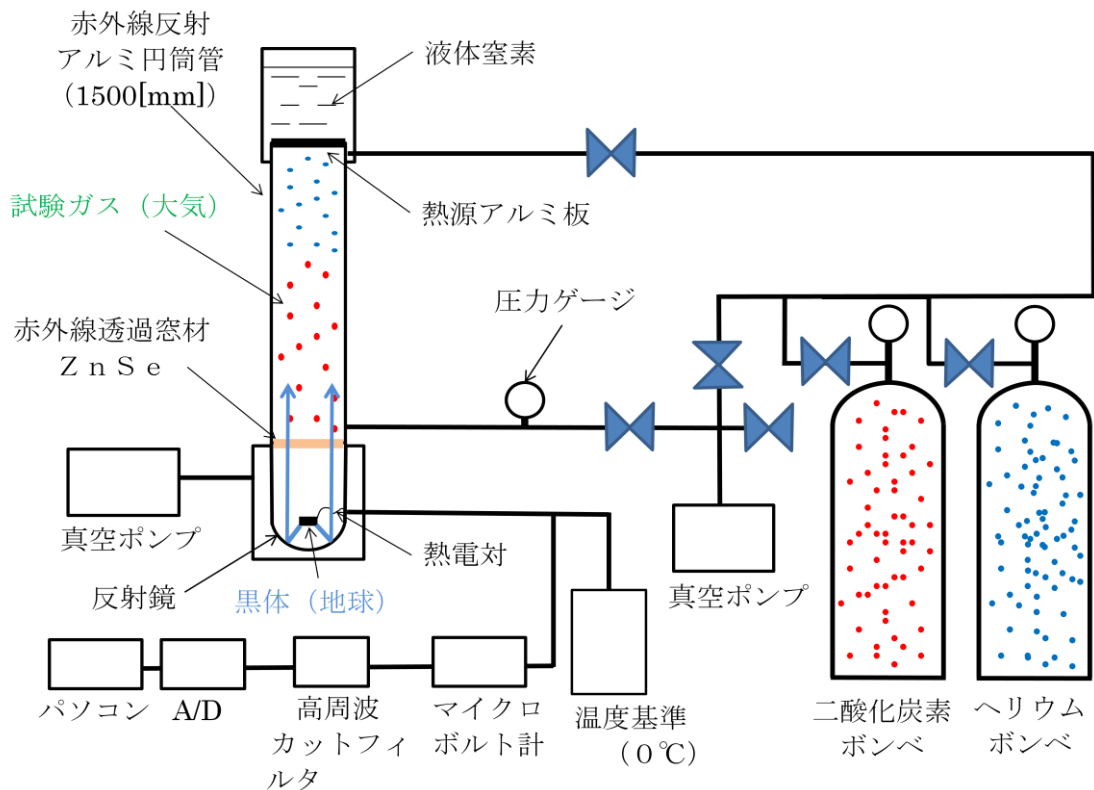 赤外線反射
アルミ円筒管
(1500[mm])
液体窒素
試験ガス（大気）
熱源アルミ板
圧力ゲージ
赤外線透過窓材
ＺｎＳｅ
真空ポンプ
熱電対
反射鏡
黒体（地球）
真空ポンプ
パソコン
A/D
高周波
カットフィ
ルタ
マイクロ
ボルト計
温度基準
（０℃）
二酸化炭素
ボンベ
ヘリウム
ボンベ